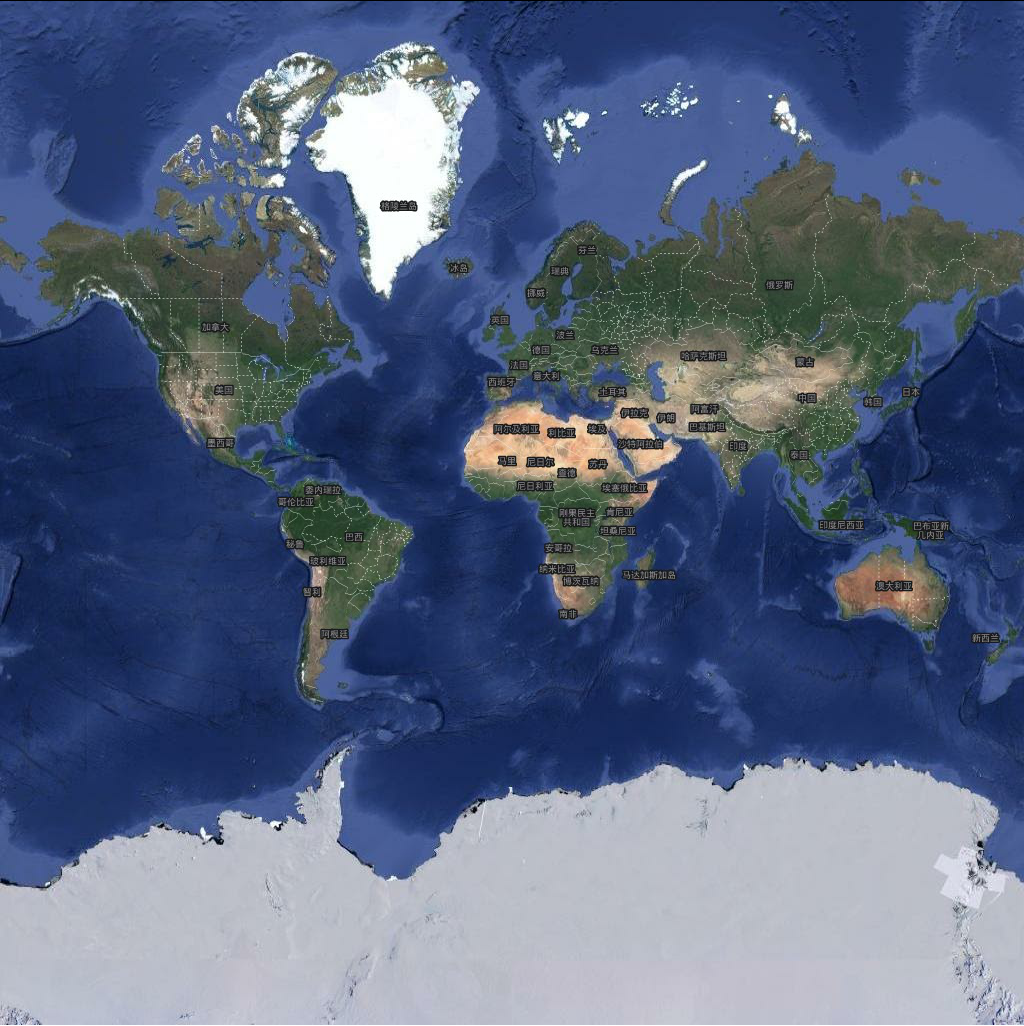 格陵兰岛
芬兰
冰岛
瑞典
俄罗斯
挪威
英国
加拿大
波兰
德国
乌克兰
哈萨克斯坦
蒙古
法国
意大利
西班牙
美国
土耳其
日本
中国
韩国
阿富汗
伊拉克
伊朗
巴基斯坦
阿尔及利亚
利比亚
埃及
墨西哥
沙特阿拉伯
印度
泰国
马里
尼日尔
苏丹
乍得
尼日利亚
埃塞俄比亚
委内瑞拉
哥伦比亚
肯尼亚
刚果民主
共和国
印度尼西亚
巴布亚新
几内亚
坦桑尼亚
巴西
秘鲁
安哥拉
玻利维亚
纳米比亚
马达加斯加岛
博茨瓦纳
澳大利亚
智利
南非
阿根廷
新西兰